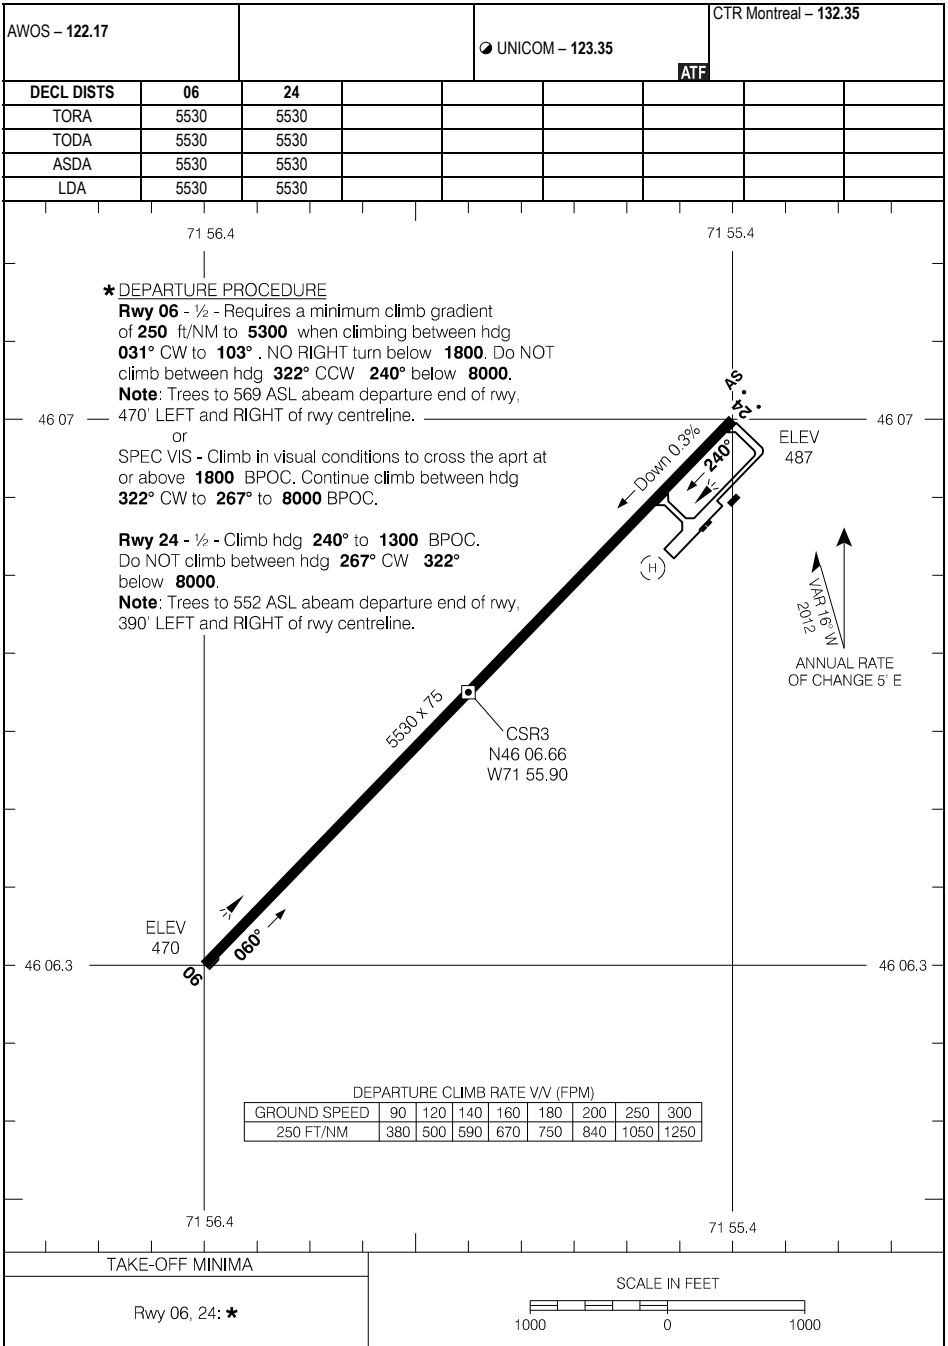 AWOS – 122.17
UNICOM – 123.35
ATF
CTR Montreal – 132.35
DECL DISTS 06 24
TORA 5530 5530
TODA 5530 5530
ASDA 5530 5530
LDA 5530 5530
71 56.4 71 55.4
* DEPARTURE PROCEDURE
Rwy 06 - ½ - Requires a minimum climb gradient
of 250 ft/NM to 5300 when climbing between hdg
031° CW to 103° . NO RIGHT turn below 1800. Do NOT
climb between hdg 322° CCW 240° below 8000.
Note: Trees to 569 ASL abeam departure end of rwy,
470' LEFT and RIGHT of rwy centreline.
or
SPEC VIS - Climb in visual conditions to cross the aprt at
or above 1800 BPOC. Continue climb between hdg
322° CW to 267° to 8000 BPOC.
Rwy 24 - ½ - Climb hdg 240° to 1300 BPOC.
Do NOT climb between hdg 267° CW 322°
below 8000.
Note: Trees to 552 ASL abeam departure end of rwy,
390' LEFT and RIGHT of rwy centreline.
46 07 46 07
AS
24
ELEV
487
Down 0.3%
240°
H
VAR 16° W
2012
ANNUAL RATE
OF CHANGE 5' E
5530 x 75
CSR3
N46 06.66
W71 55.90
ELEV
470
060°
06
46 06.3 46 06.3
DEPARTURE CLIMB RATE V/V (FPM)
GROUND SPEED 90 120 140 160 180 200 250 300
250 FT/NM 380 500 590 670 750 840 1050 1250
71 56.4 71 55.4
TAKE-OFF MINIMA
Rwy 06, 24: *
SCALE IN FEET
1000 0 1000